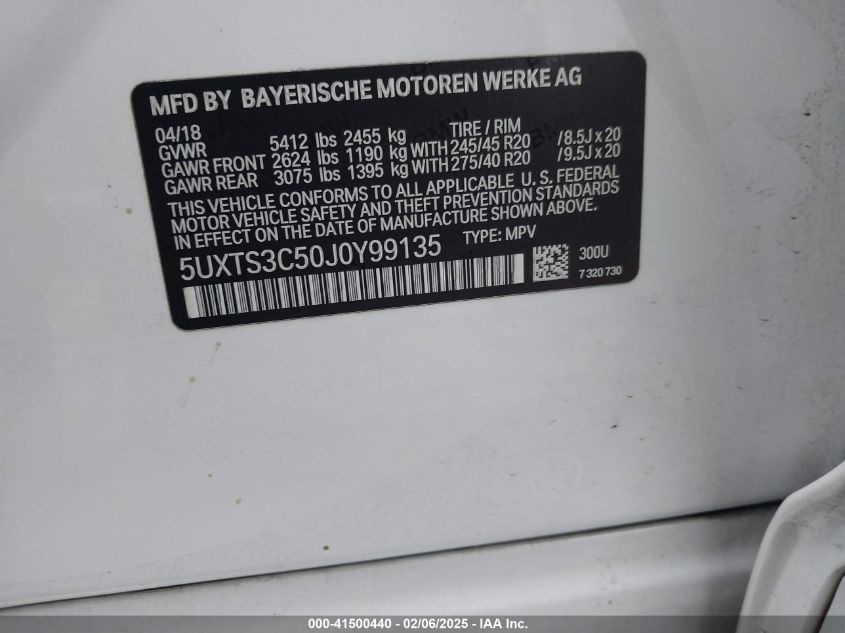 MFD BY BAYERISCHE MOTOREN WERKE AG
04/18
GVWR 5412 lbs 2455 kg TIRE / RIM
GAWR FRONT 2624 lbs 1190 kg WITH 245/45 R20 /8.5J x 20
GAWR REAR 3075 lbs 1395 kg WITH 275/40 R20 /9.5J x 20
THIS VEHICLE CONFORMS TO ALL APPLICABLE U. S. FEDERAL
MOTOR VEHICLE SAFETY AND THEFT PREVENTION STANDARDS
IN EFFECT ON THE DATE OF MANUFACTURE SHOWN ABOVE.
5UXTS3C50J0Y99135 TYPE: MPV
300U
7 320 730
000-41500440 - 02/06/2025 - IAA Inc.